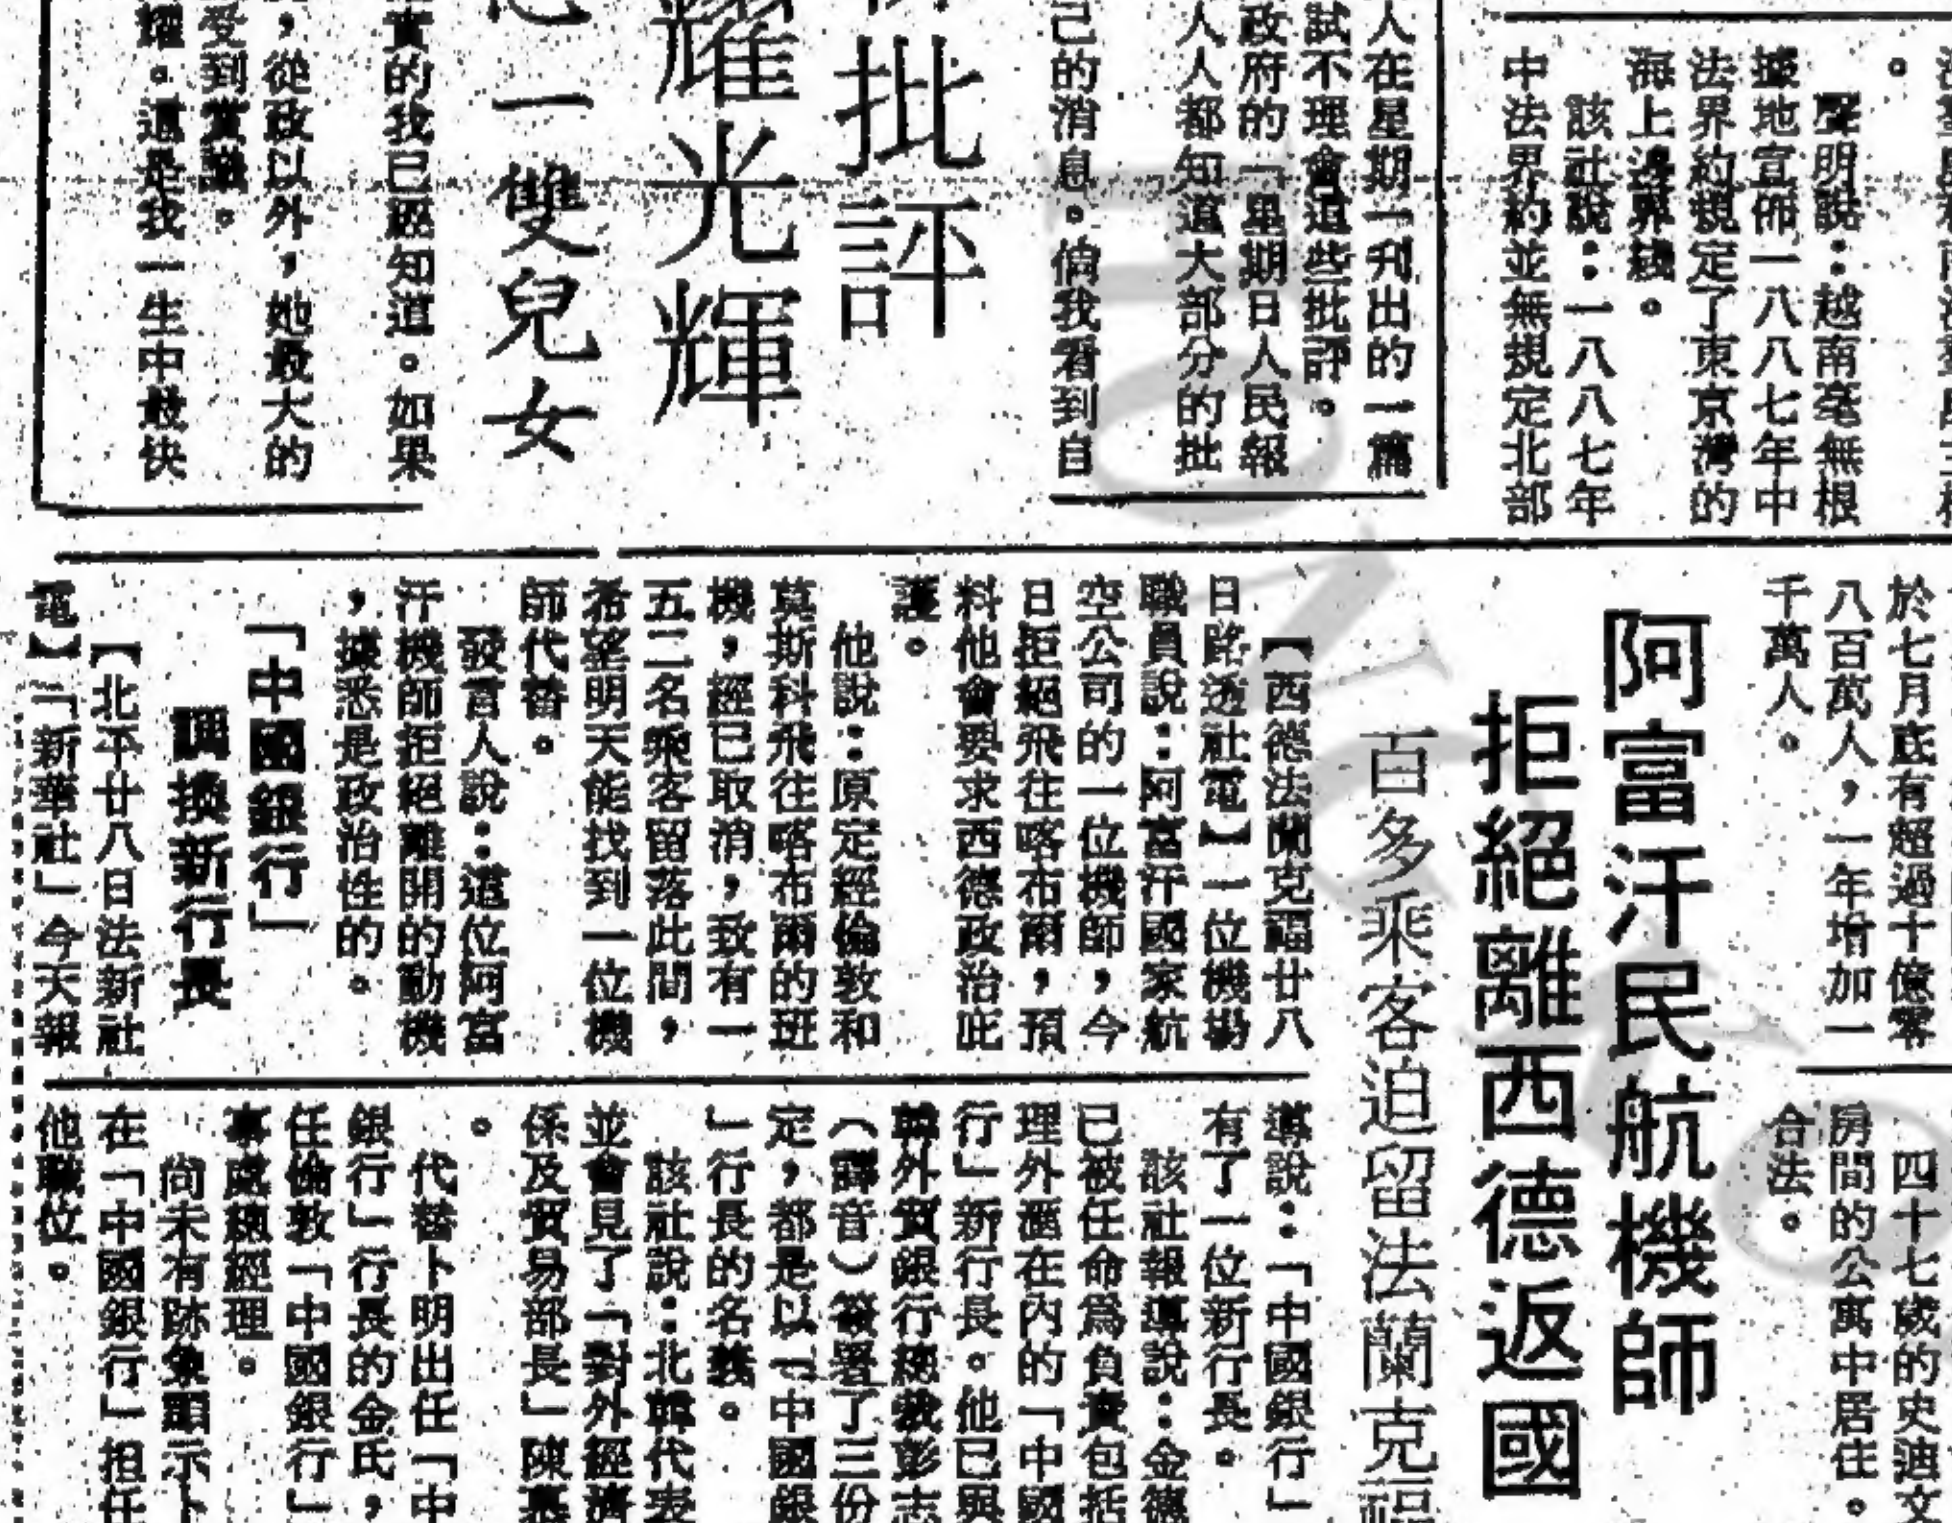 海上邊界綫。
法界約規定了東京灣的
據地宣佈一八八七年中
聲明說：越南毫無根
該社說：一八八七年
中法界約並無規定北部
人在星期一刊出的一篇
試不理會這些批評。
政府的「星期日人民報
人人都知道大部分的批
己的消息。倘我看到自
批評
耀光輝
一雙兒女
實的我已經知道。如果
，從政以外，她最大的
受到賞識。
耀。這是我一生中最快
於七月底有超過十億零
八百萬人，一年增加一
千萬人。
四十七歲的史迪文
房間的公寓中居住。
合法。
阿富汗民航機師
拒絕離西德返國
百多乘客迫留法蘭克福
【西德法蘭克福廿八
日路透社電】一位機場
職員說：阿富汗國家航
空公司的一位機師，今
日拒絕飛往喀布爾，預
料他會要求西德政治庇
護。
他說：原定經倫敦和
莫斯科飛往喀布爾的班
機，經已取消，致有一
五二名乘客留落此間，
希望明天能找到一位機
師代替。
發言人說：這位阿富
汗機師拒絕離開的動機
，據悉是政治性的。
「中國銀行」
調換新行長
【北平廿八日法新社
電】「新華社」今天報
導說：「中國銀行」
有了一位新行長。
該社報導說：金德
已被任命爲負責包括
理外滙在內的「中國
行」新行長。他已與
韓外貿銀行總裁彭志
（譯音）簽署了三份
定，都是以「中國銀
」行長的名義。
該社說：北韓代表
並會見了「對外經濟
係及貿易部長」陳慕
。
代替卜明出任「中
銀行」行長的金氏，
任倫敦「中國銀行」
事處總經理。
尚未有跡象顯示卜
在「中國銀行」担任
他職位。